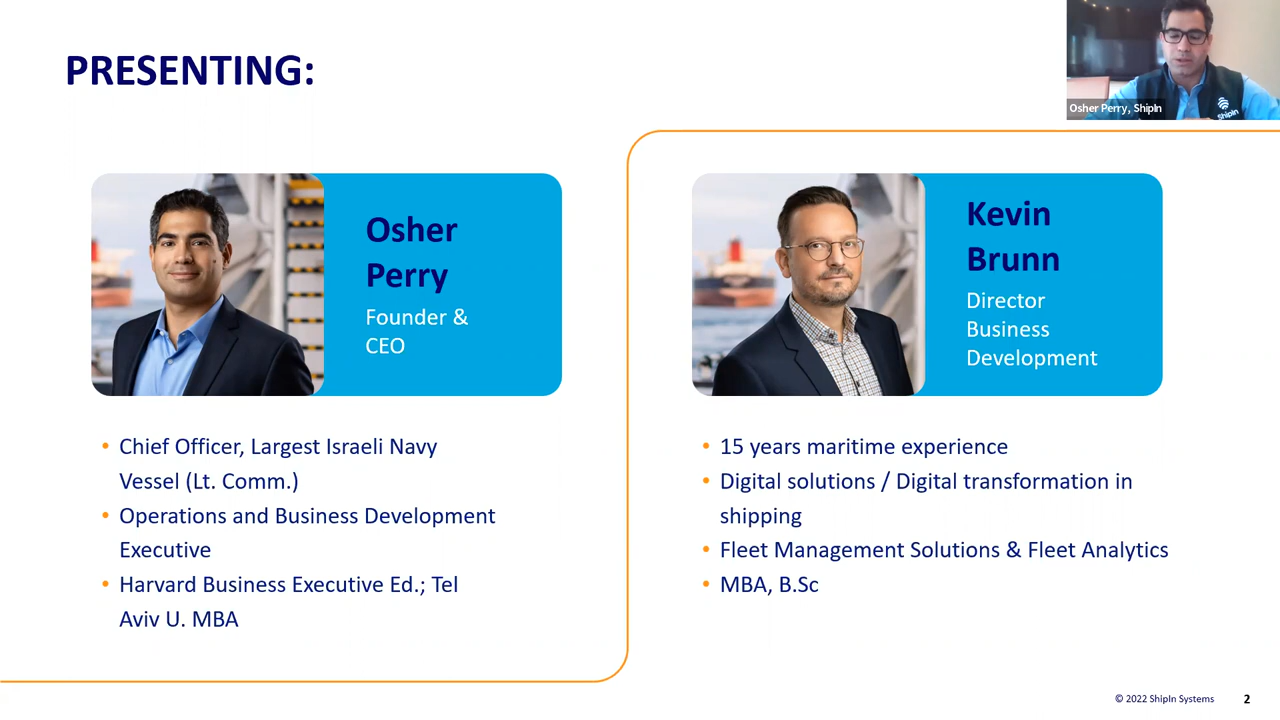 PRESENTING:
Osher Perry, ShipIn
ShipIn
Osher
Perry
Founder &
CEO
• Chief Officer, Largest Israeli Navy
Vessel (Lt. Comm.)
• Operations and Business Development
Executive
• Harvard Business Executive Ed.; Tel
Aviv U. MBA
Kevin
Brunn
Director
Business
Development
• 15 years maritime experience
• Digital solutions / Digital transformation in
shipping
• Fleet Management Solutions & Fleet Analytics
• MBA, B.Sc
© 2022 ShipIn Systems
2